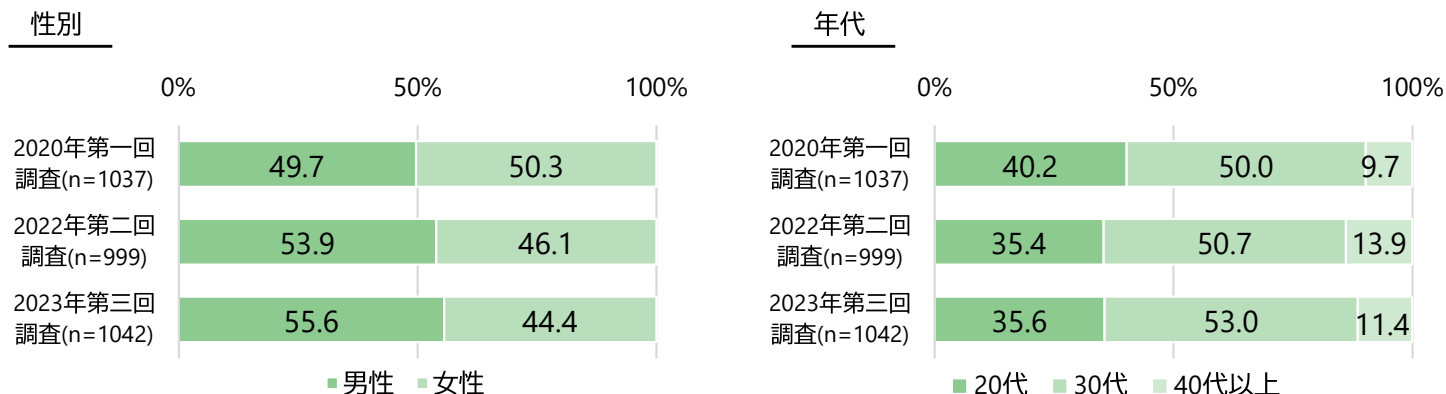 性別
0% 50% 100%
2020年第一回
調査(n=1037)
49.7 50.3
2022年第二回
調査(n=999)
53.9 46.1
2023年第三回
調査(n=1042)
55.6 44.4
男性 女性
年代
0% 50% 100%
2020年第一回
調査(n=1037)
40.2 50.0 9.7
2022年第二回
調査(n=999)
35.4 50.7 13.9
2023年第三回
調査(n=1042)
35.6 53.0 11.4
20代 30代 40代以上